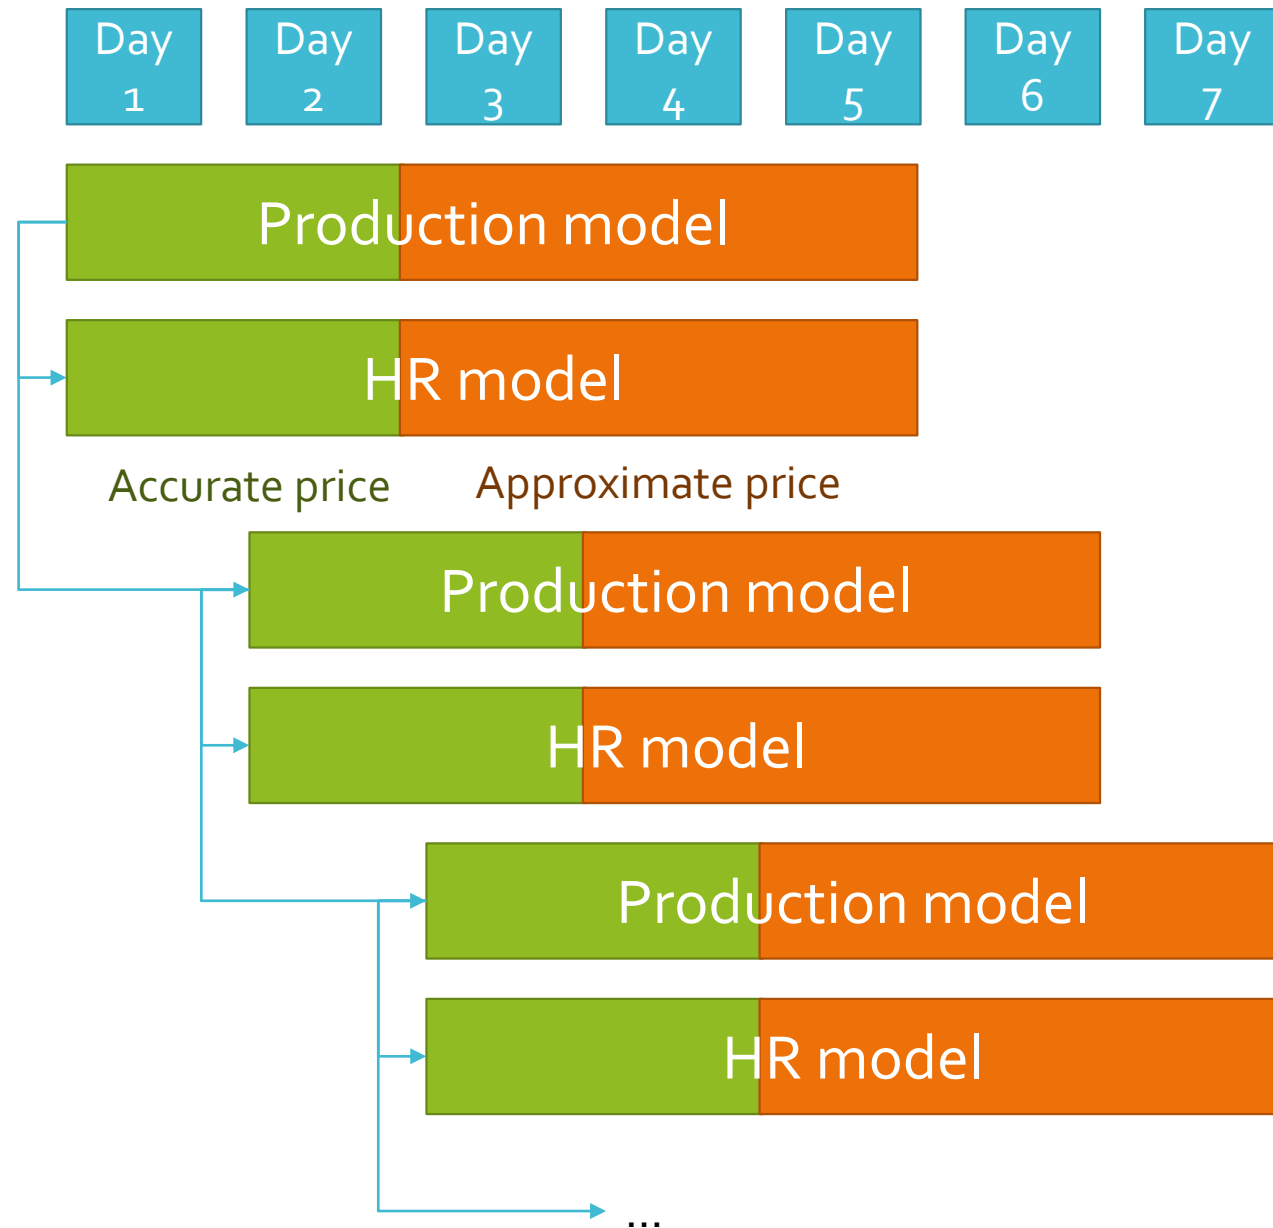 Day Day Day Day Day Day Day
1 2 3 4 5 6 7
Production model
HR model
Accurate price Approximate price
Production model
HR model
Production model
HR model
...